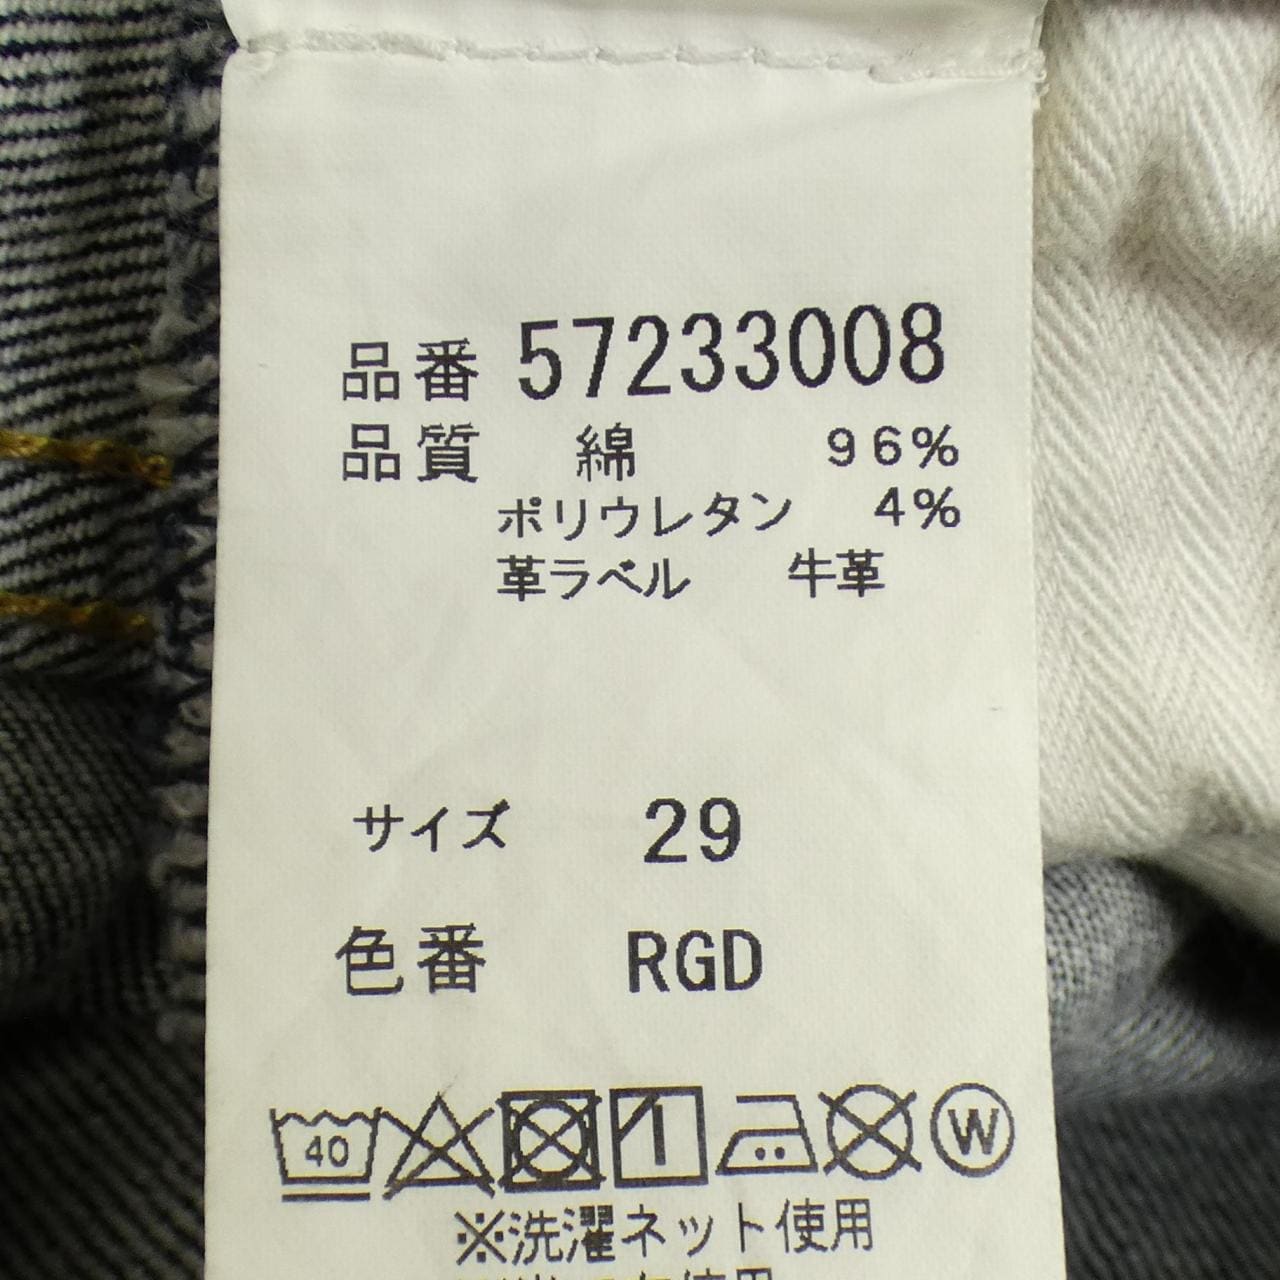 品番 57233008
品質 綿 96%
ポリウレタン 4%
革ラベル 牛革
サイズ 29
色番 RGD
40 W
※洗濯ネット使用